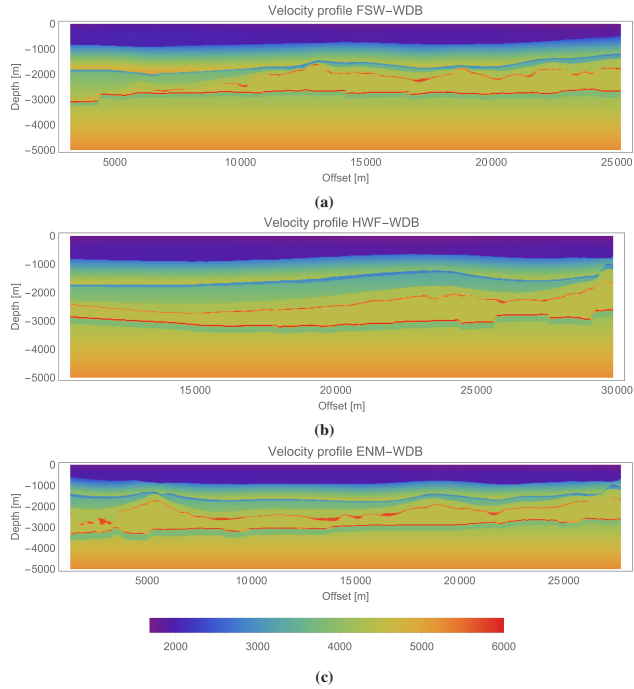 Velocity profile FSW-WDB
0
−1000
−2000
−3000
−4000
−5000
Depth [m]
5000 10 000 15 000 20 000 25 000
Offset [m]
(a)
Velocity profile HWF-WDB
0
−1000
−2000
−3000
−4000
−5000
Depth [m]
15 000 20 000 25 000 30 000
Offset [m]
(b)
Velocity profile ENM-WDB
0
−1000
−2000
−3000
−4000
−5000
Depth [m]
5000 10 000 15 000 20 000 25 000
Offset [m]
2000 3000 4000 5000 6000
(c)